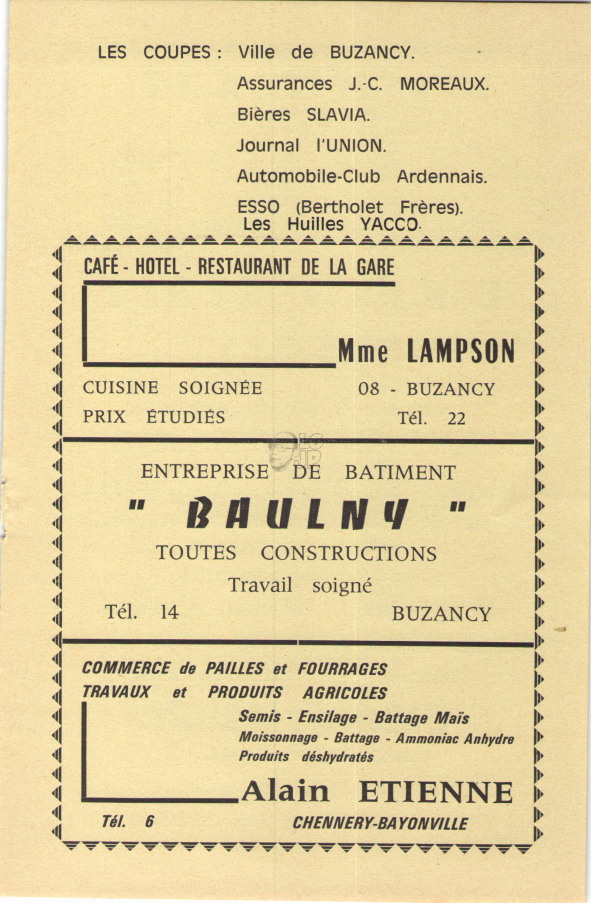 LES COUPES : Ville de BUZANCY.
Assurances J.-C. MOREAUX.
Bières SLAVIA.
Journal l'UNION.
Automobile-Club Ardennais.
ESSO (Bertholet Frères).
Les Huilles YACCO.
CAFÉ - HOTEL - RESTAURANT DE LA GARE
Mme LAMPSON
CUISINE SOIGNÉE 08 - BUZANCY
PRIX ÉTUDIÉS Tél. 22
ENTREPRISE DE BATIMENT
" BAULNY "
TOUTES CONSTRUCTIONS
Travail soigné
Tél. 14 BUZANCY
COMMERCE de PAILLES et FOURRAGES
TRAVAUX et PRODUITS AGRICOLES
Semis - Ensilage - Battage Maïs
Moissonnage - Battage - Ammoniac Anhydre
Produits déshydratés
Alain ETIENNE
Tél. 6 CHENNERY-BAYONVILLE